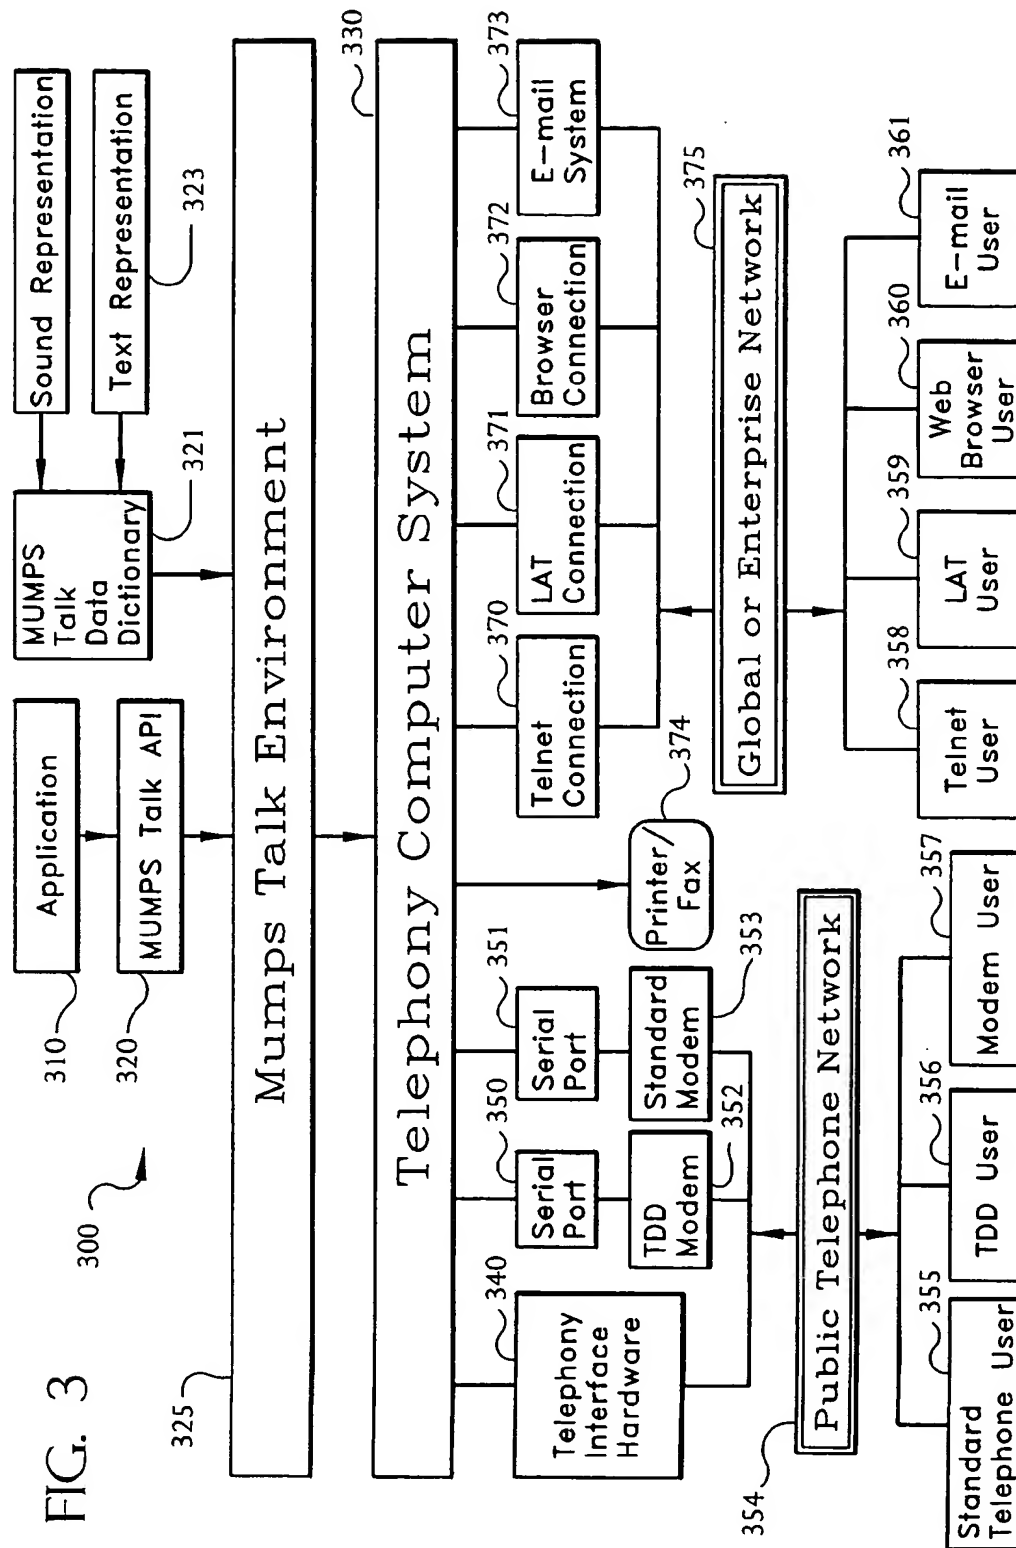 FIG. 3
300
310
Application
320
MUMPS Talk API
MUMPS
Talk
Data
Dictionary
321
Sound Representation
Text Representation
323
325
Mumps Talk Environment
330
Telephony Computer System
340
Telephony
Interface
Hardware
350
Serial
Port
351
Serial
Port
TDD
Modem
352
Standard
Modem
353
Printer/
Fax
374
370
Telnet
Connection
371
LAT
Connection
372
Browser
Connection
373
E-mail
System
354
Public Telephone Network
375
Global or Enterprise Network
355
Standard
Telephone User
356
TDD User
357
Modem User
358
Telnet
User
359
LAT
User
360
Web
Browser
User
361
E-mail
User